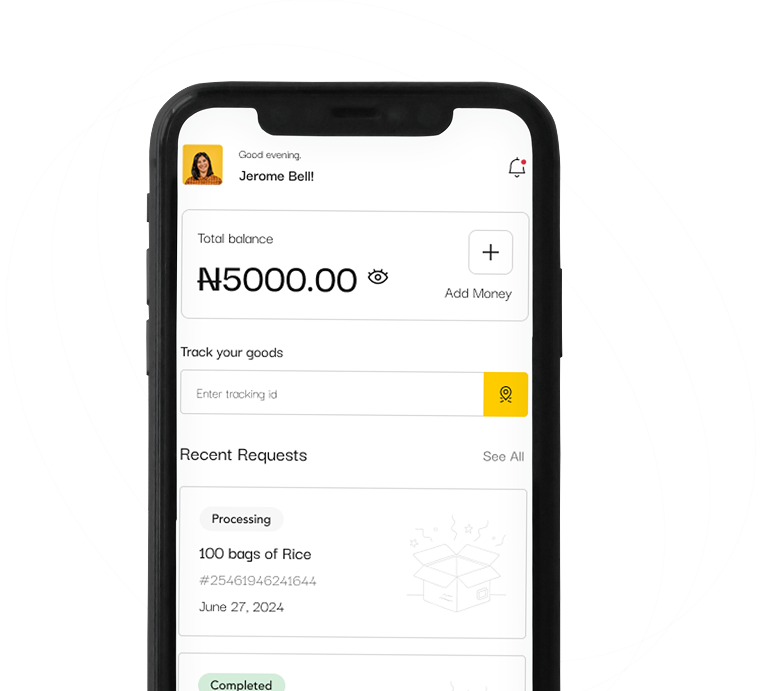 Good evening,
Jerome Bell!
Total balance
₦5000.00
Add Money
Track your goods
Enter tracking id
Recent Requests
See All
Processing
100 bags of Rice
#25461946241644
June 27, 2024
Completed